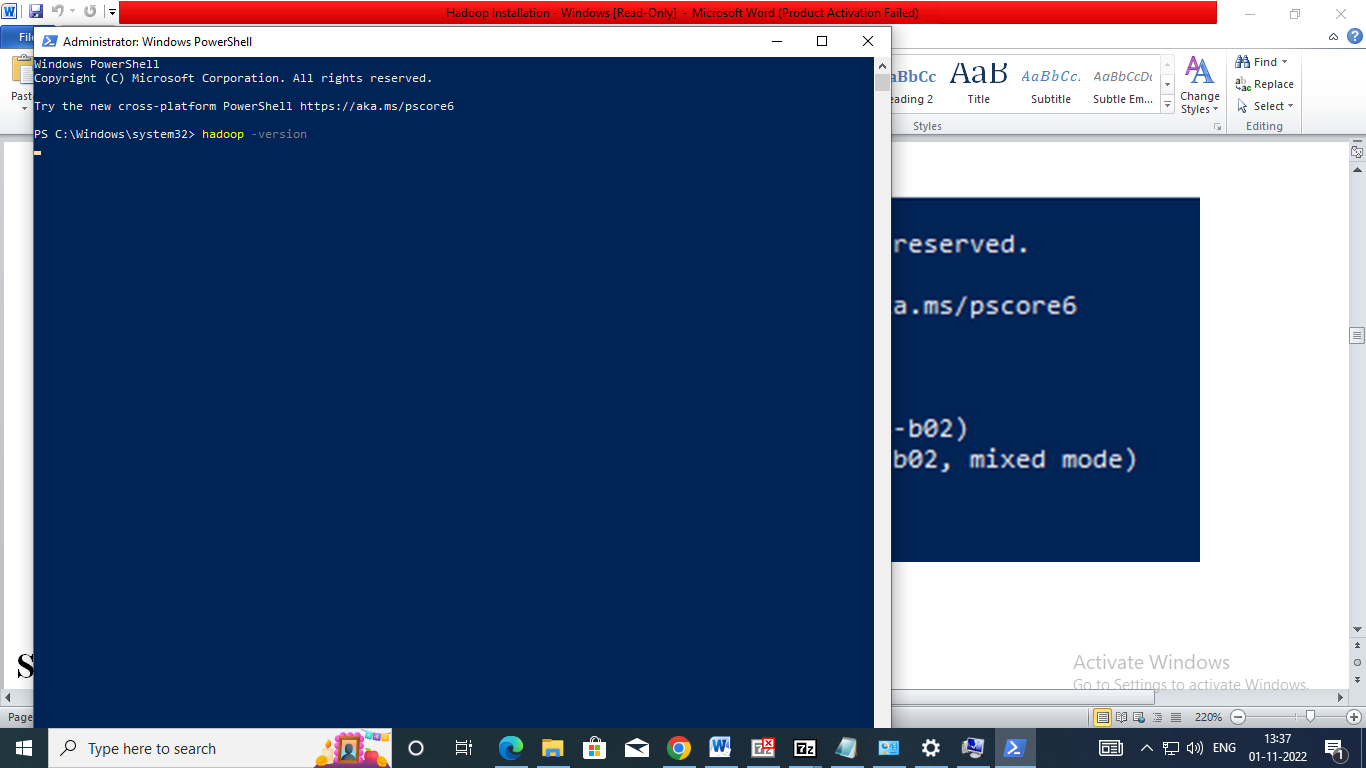 Hadoop Installation - Windows [Read-Only] - Microsoft Word (Product Activation Failed)
Administrator: Windows PowerShell
Windows PowerShell
Copyright (C) Microsoft Corporation. All rights reserved.
Try the new cross-platform PowerShell https://aka.ms/pscore6
PS C:\Windows\system32> hadoop -version
Fil
Past
aBbCc
AaB
AaBbCc.
AaBbCcDc
eading 2
Title
Subtitle
Subtle Em...
Change
Styles
Styles
Find
Replace
Select
Editing
reserved.
a.ms/pscore6
-b02)
b02, mixed mode)
S
Activate Windows
Go to Settings to activate Windows.
Page
220%
Type here to search
ENG
13:37
01-11-2022
1